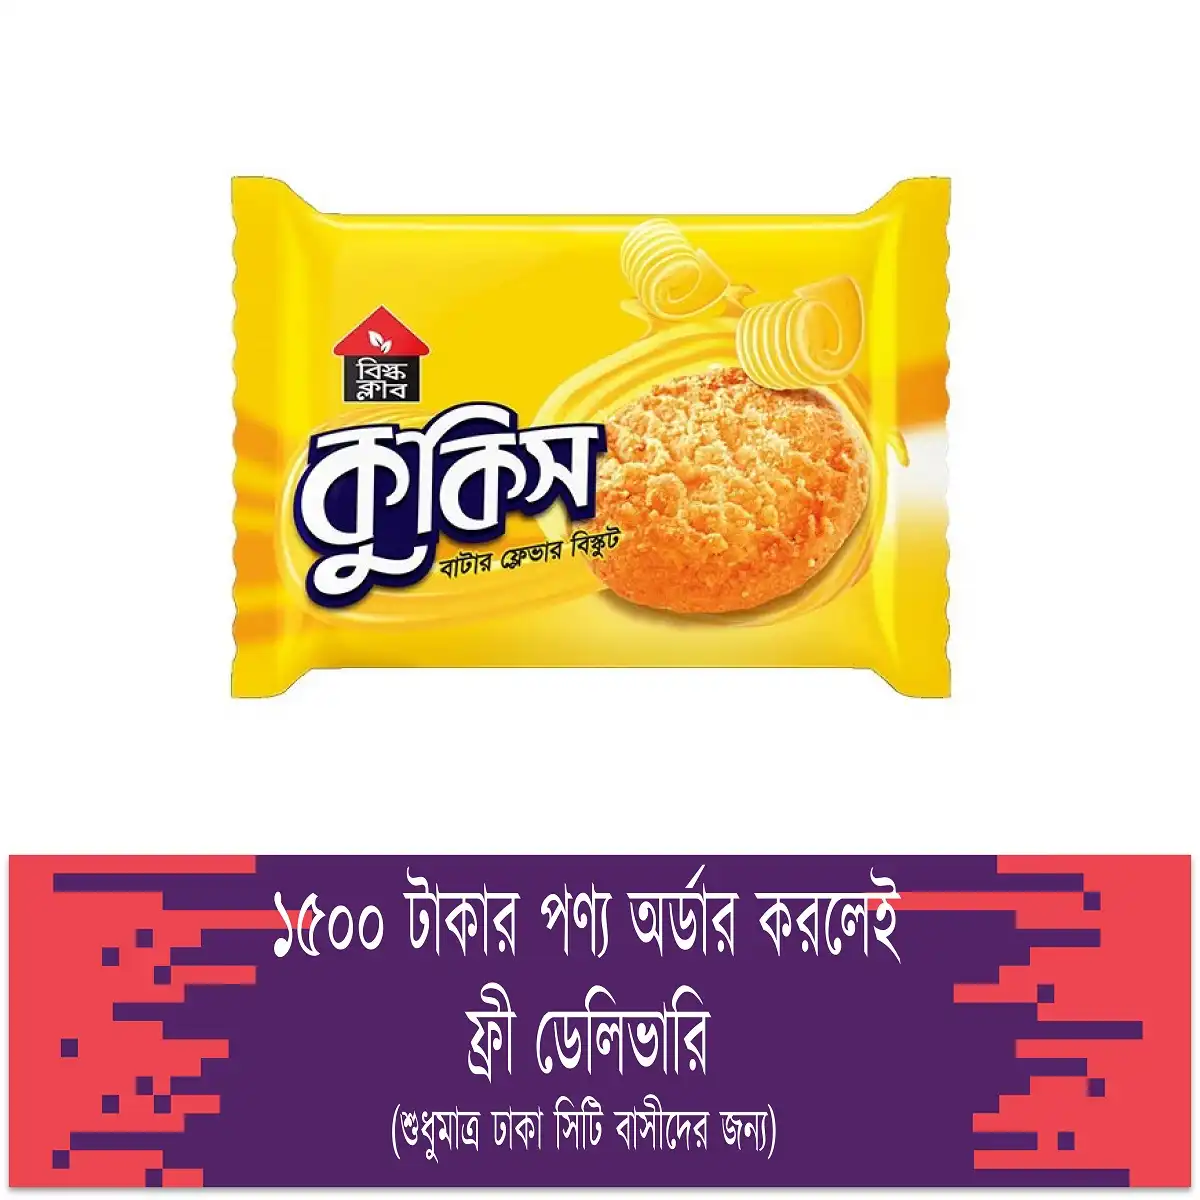 বিস্ক
ক্লাব
কুকিস
বাটার ফ্লেভার বিস্কুট
১৫০০ টাকার পণ্য অর্ডার করলেই
ফ্রী ডেলিভারি
(শুধুমাত্র ঢাকা সিটি বাসীদের জন্য)